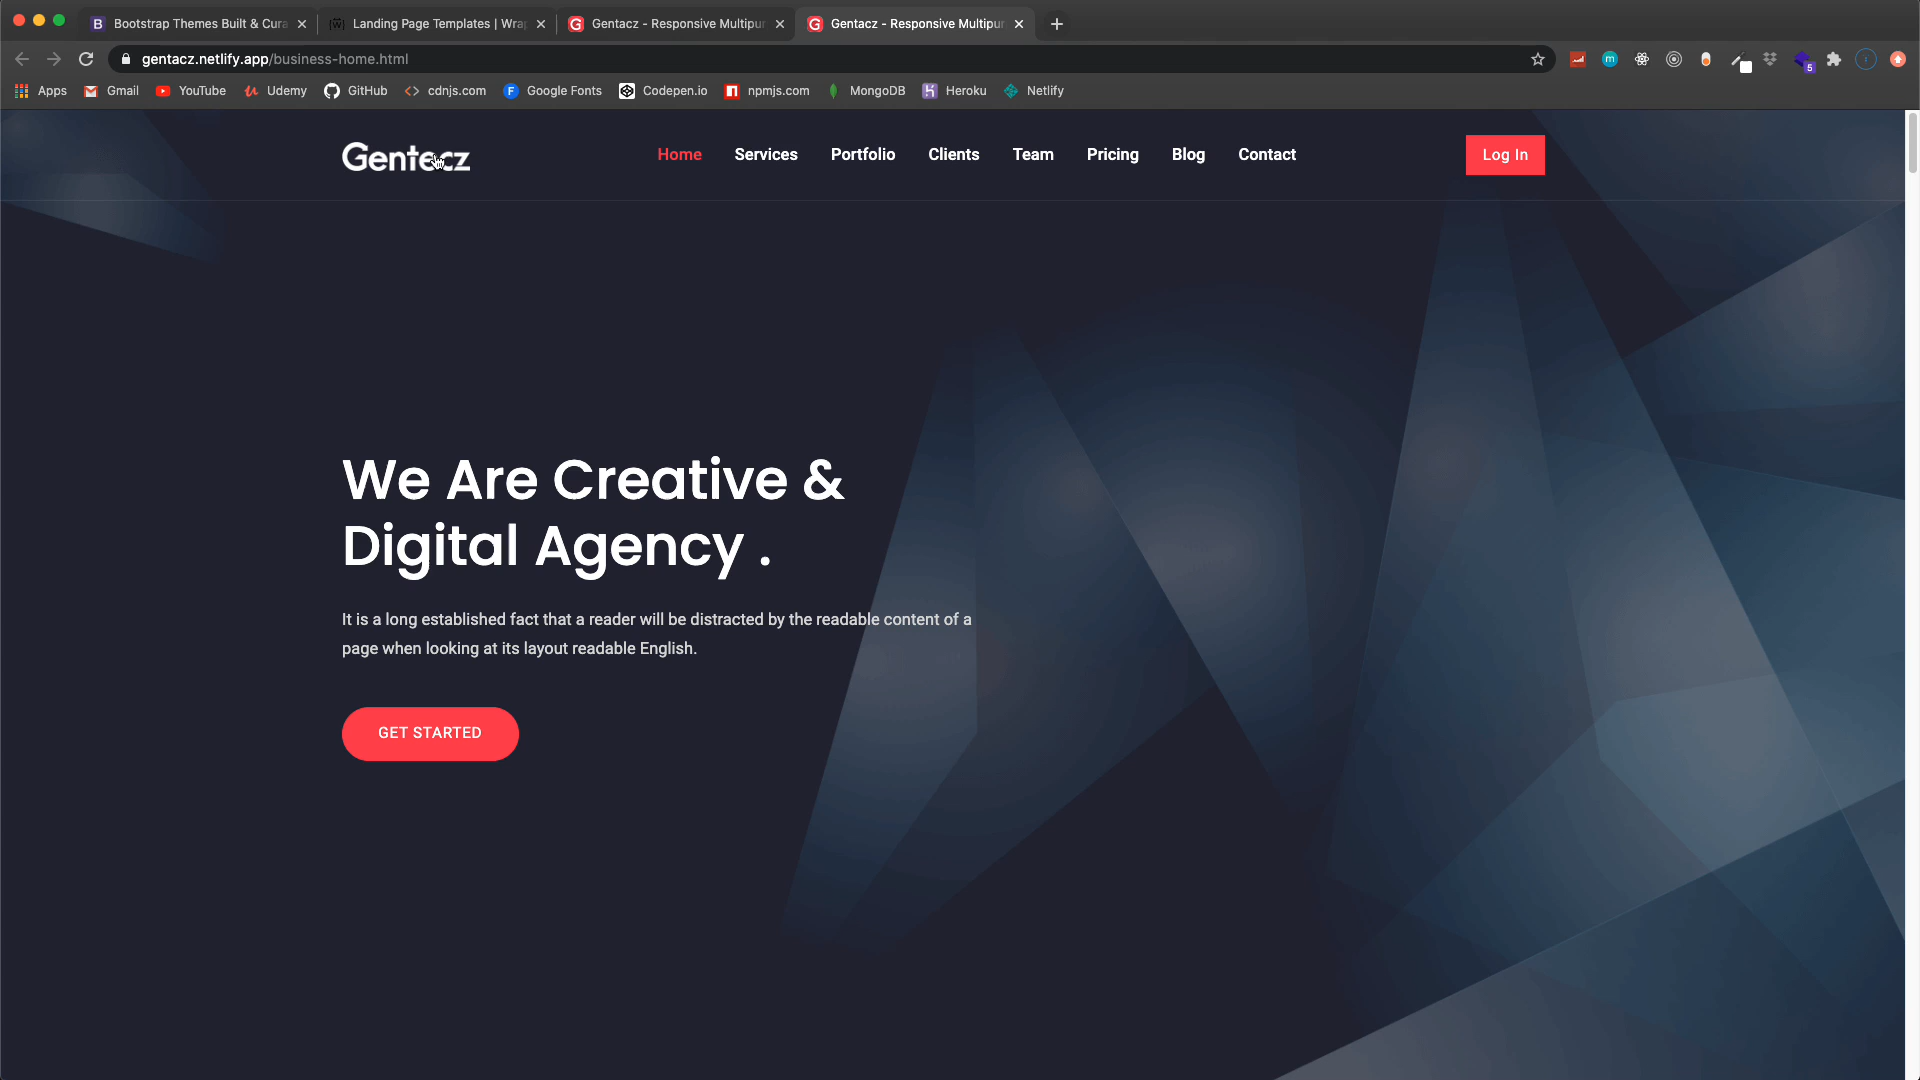 Bootstrap Themes Built & Cura
Landing Page Templates | Wrap
Gentacz - Responsive Multipur
Gentacz - Responsive Multipur
gentacz.netlify.app/business-home.html
5
Apps
Gmail
YouTube
Udemy
GitHub
cdnjs.com
Google Fonts
Codepen.io
npmjs.com
MongoDB
Heroku
Netlify
Gentacz
Home
Services
Portfolio
Clients
Team
Pricing
Blog
Contact
Log In
We Are Creative &
Digital Agency .
It is a long established fact that a reader will be distracted by the readable content of a
page when looking at its layout readable English.
GET STARTED